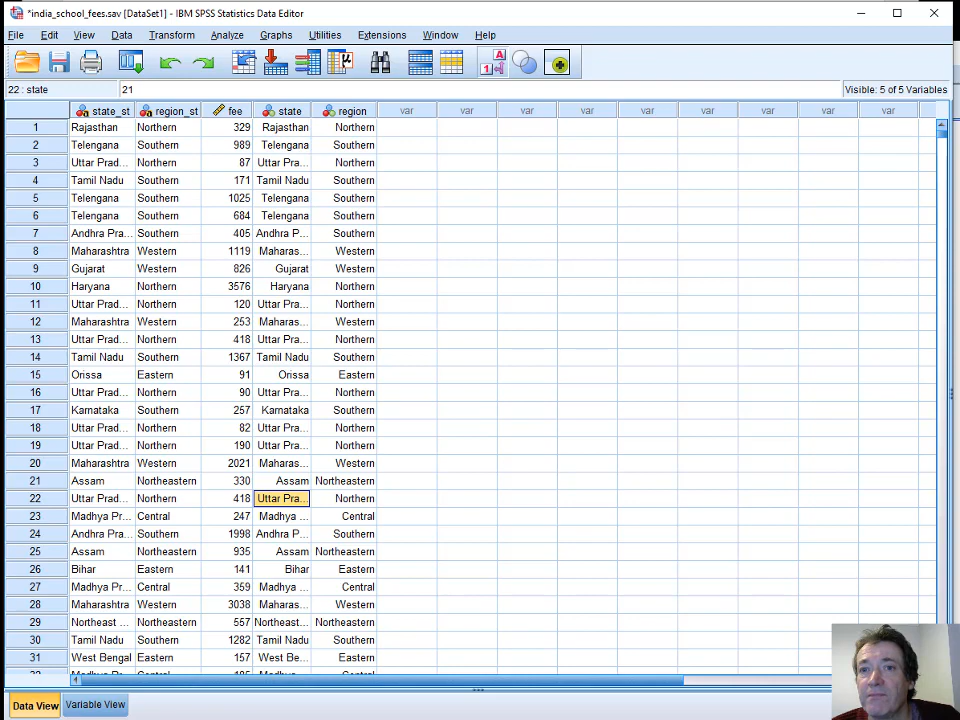 *india_school_fees.sav [DataSet1] - IBM SPSS Statistics Data Editor
File Edit View Data Transform Analyze Graphs Utilities Extensions Window Help
22 : state 21 Visible: 5 of 5 Variables
state_st region_st fee state region var var var var var var var var var
1 Rajasthan Northern 329 Rajasthan Northern
2 Telengana Southern 989 Telengana Southern
3 Uttar Prad... Northern 87 Uttar Pra... Northern
4 Tamil Nadu Southern 171 Tamil Nadu Southern
5 Telengana Southern 1025 Telengana Southern
6 Telengana Southern 684 Telengana Southern
7 Andhra Pra... Southern 405 Andhra P... Southern
8 Maharashtra Western 1119 Maharas... Western
9 Gujarat Western 826 Gujarat Western
10 Haryana Northern 3576 Haryana Northern
11 Uttar Prad... Northern 120 Uttar Pra... Northern
12 Maharashtra Western 253 Maharas... Western
13 Uttar Prad... Northern 418 Uttar Pra... Northern
14 Tamil Nadu Southern 1367 Tamil Nadu Southern
15 Orissa Eastern 91 Orissa Eastern
16 Uttar Prad... Northern 90 Uttar Pra... Northern
17 Karnataka Southern 257 Karnataka Southern
18 Uttar Prad... Northern 82 Uttar Pra... Northern
19 Uttar Prad... Northern 190 Uttar Pra... Northern
20 Maharashtra Western 2021 Maharas... Western
21 Assam Northeastern 330 Assam Northeastern
22 Uttar Prad... Northern 418 Uttar Pra... Northern
23 Madhya Pr... Central 247 Madhya ... Central
24 Andhra Pra... Southern 1998 Andhra P... Southern
25 Assam Northeastern 935 Assam Northeastern
26 Bihar Eastern 141 Bihar Eastern
27 Madhya Pr... Central 359 Madhya ... Central
28 Maharashtra Western 3038 Maharas... Western
29 Northeast ... Northeastern 557 Northeast... Northeastern
30 Tamil Nadu Southern 1282 Tamil Nadu Southern
31 West Bengal Eastern 157 West Be... Eastern
Data View Variable View